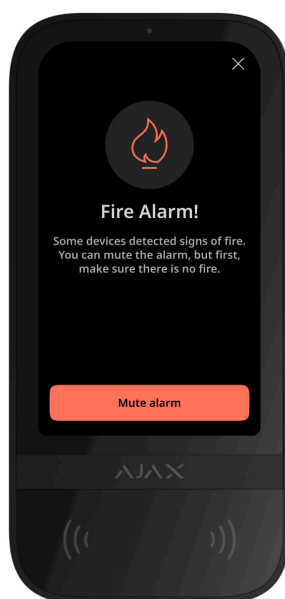 Fire Alarm!
Some devices detected signs of fire.
You can mute the alarm, but first,
make sure there is no fire.
Mute alarm
AJAX